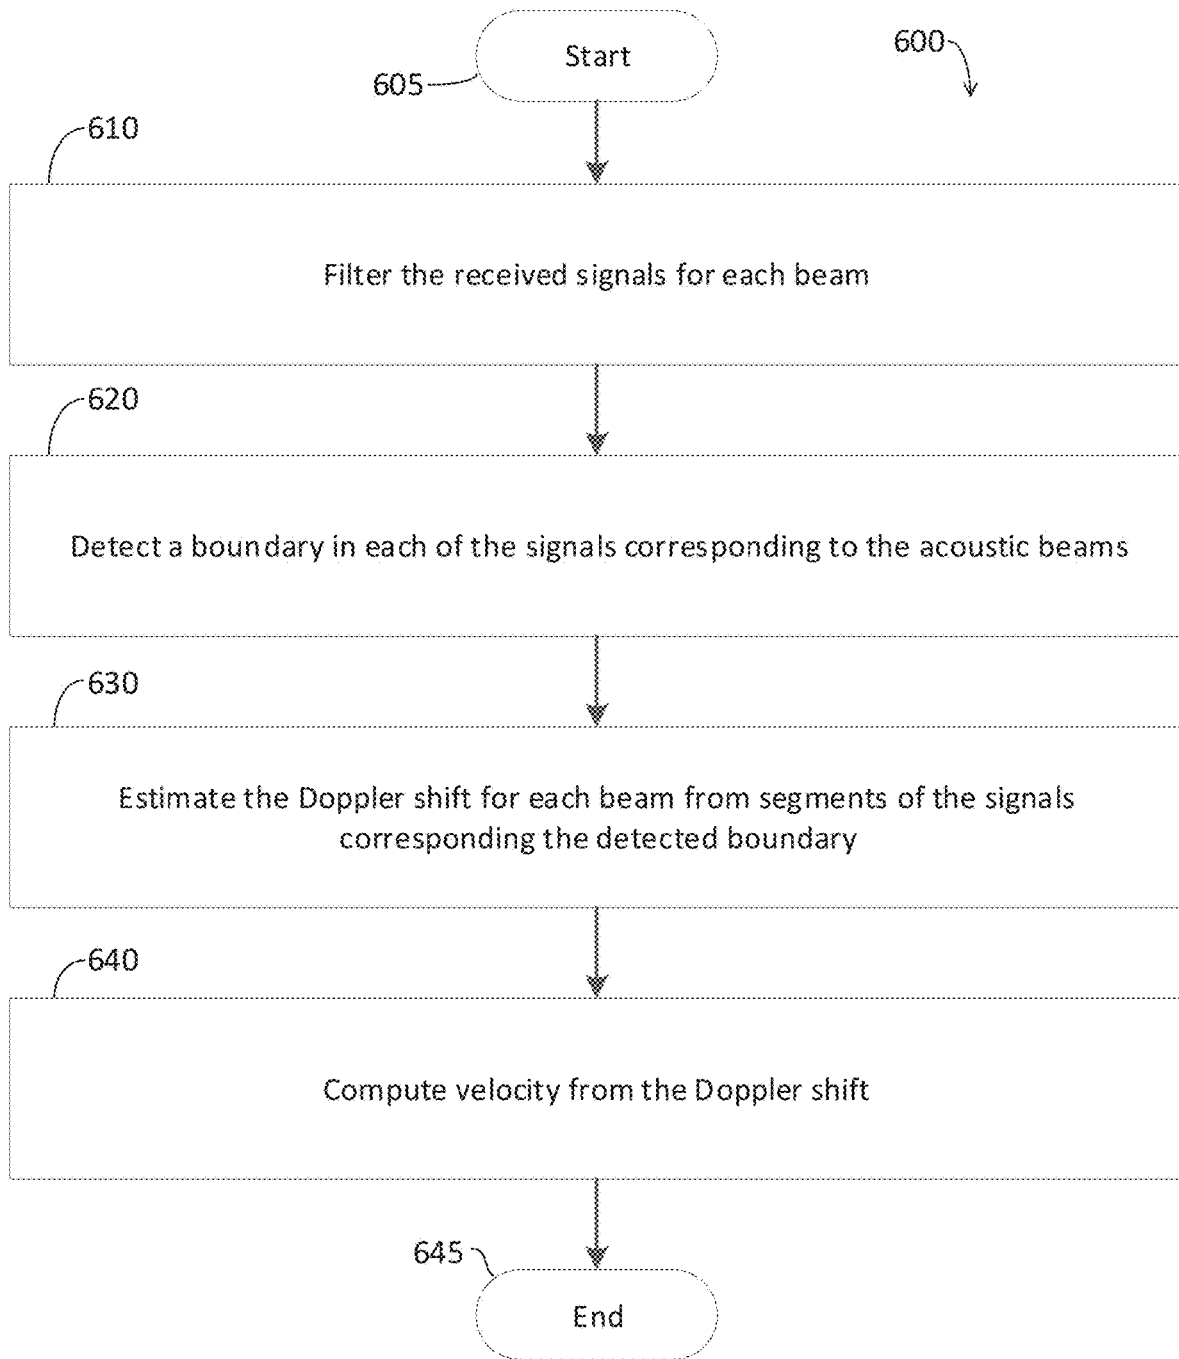 Start
600
605
610
Filter the received signals for each beam
620
Detect a boundary in each of the signals corresponding to the acoustic beams
630
Estimate the Doppler shift for each beam from segments of the signals
corresponding the detected boundary
640
Compute velocity from the Doppler shift
645
End